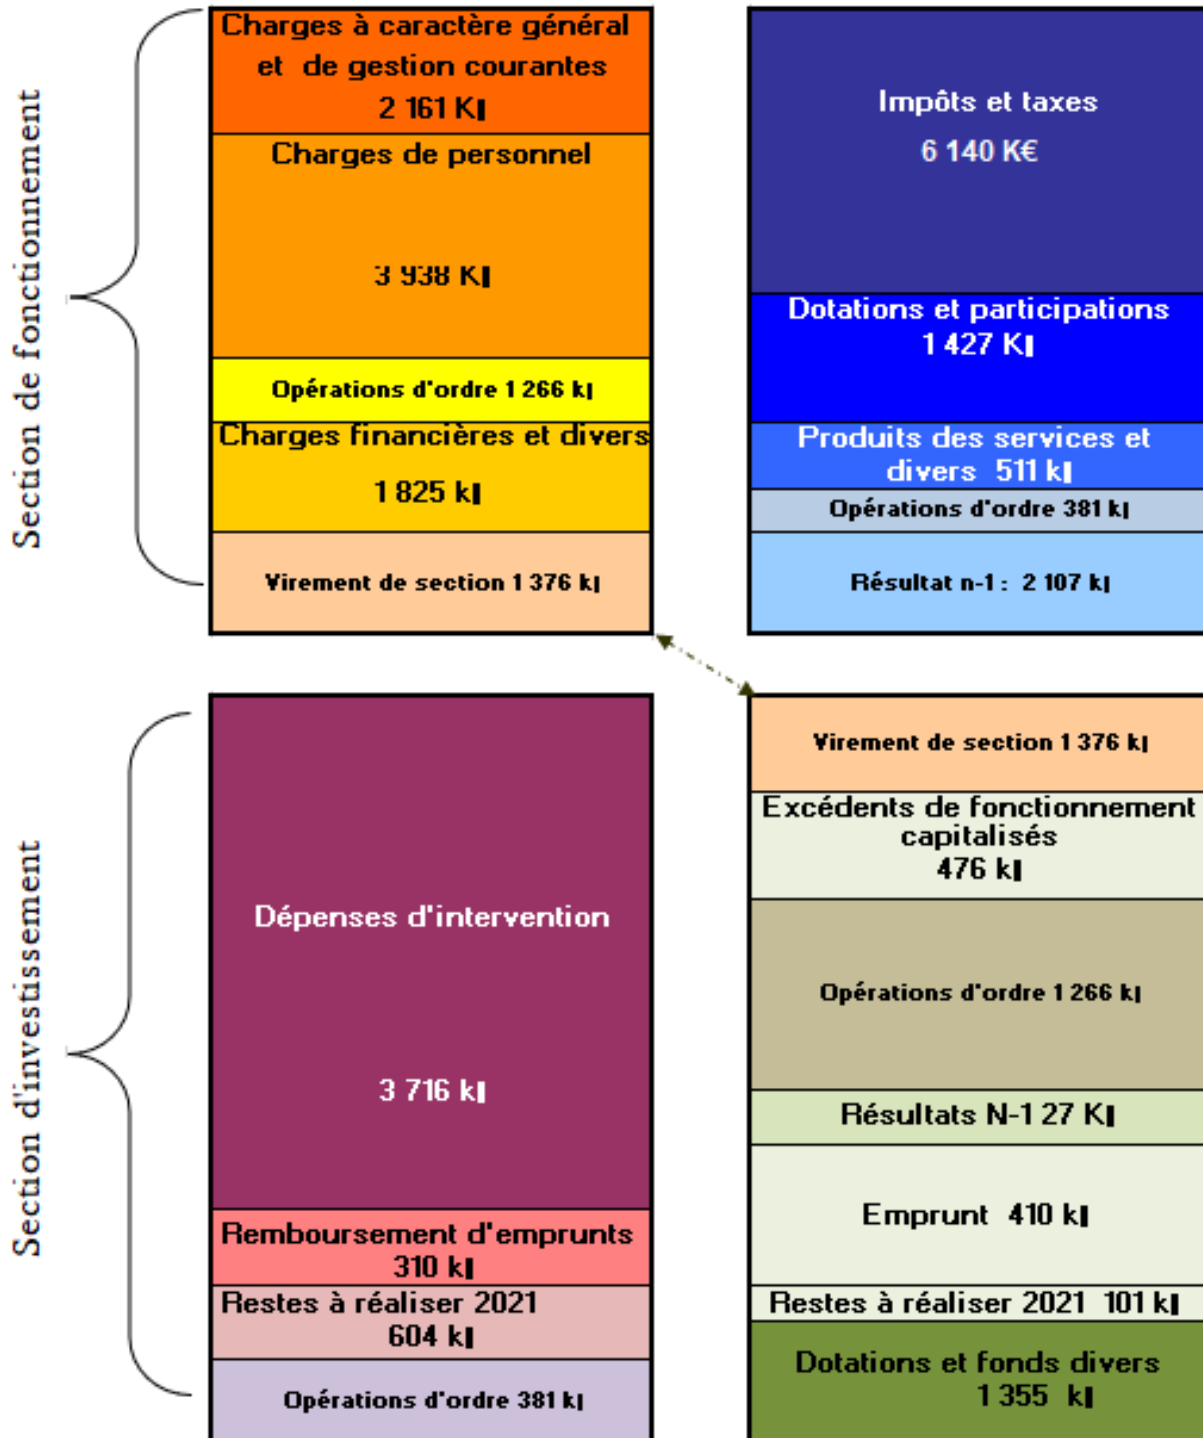 Section de fonctionnement
Charges à caractère général
et de gestion courantes
2 161 K
Charges de personnel
3 938 K
Opérations d'ordre 1 266 k
Charges financières et divers
1 825 k
Virement de section 1 376 k
Impôts et taxes
6 140 K€
Dotations et participations
1 427 K
Produits des services et
divers 511 k
Opérations d'ordre 381 k
Résultat n-1 : 2 107 k
Section d'investissement
Dépenses d'intervention
3 716 k
Remboursement d'emprunts
310 k
Restes à réaliser 2021
604 k
Opérations d'ordre 381 k
Virement de section 1 376 k
Excédents de fonctionnement
capitalisés
476 k
Opérations d'ordre 1 266 k
Résultats N-1 27 K
Emprunt 410 k
Restes à réaliser 2021 101 k
Dotations et fonds divers
1 355 k